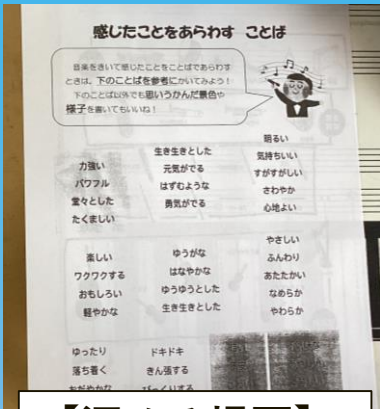 感じたことをあらわす ことば
音楽をきいて感じたことをことばであらわす
ときは、下のことばを参考にかいてみよう！
下のことば以外でも思いうかんだ景色や
様子を書いてもいいね！
力強い
パワフル
堂々とした
たくましい
生き生きとした
元気がでる
はずむような
勇気がでる
明るい
気持ちいい
すがすがしい
さわやか
心地よい
楽しい
ワクワクする
おもしろい
軽やかな
ゆうがな
はなやかな
ゆうゆうとした
生き生きとした
やさしい
ふんわり
あたたかい
なめらか
やわらか
ゆったり
落ち着く
おだやかな
ドキドキ
きん張する
びっくりする